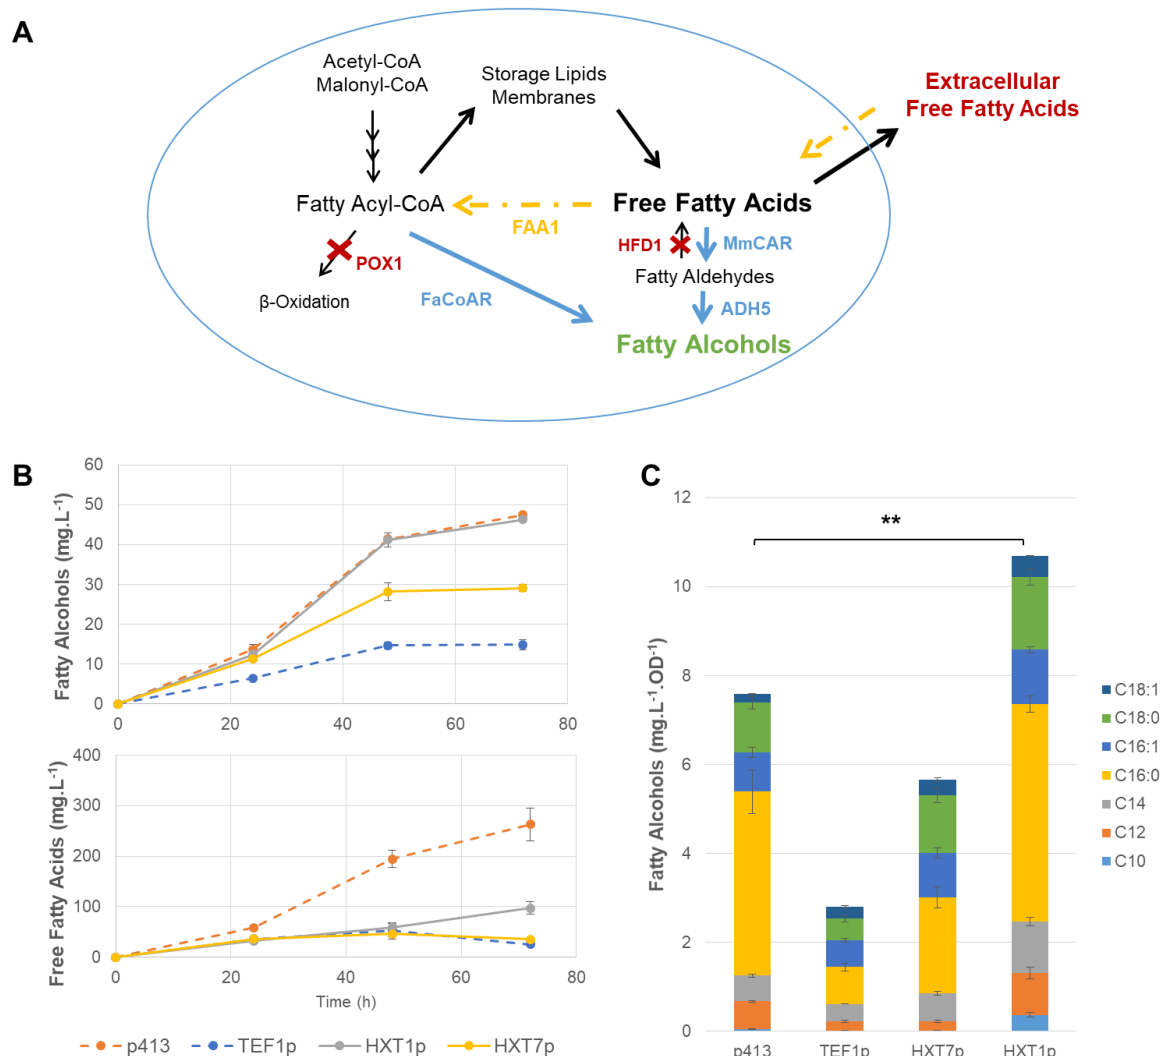 A
Acetyl-CoA
Malonyl-CoA
Storage Lipids
Membranes
Extracellular
Free Fatty Acids
Fatty Acyl-CoA
Free Fatty Acids
FAA1
HFD1
MmCAR
POX1
Fatty Aldehydes
β-Oxidation
FaCoAR
ADH5
Fatty Alcohols
B
Fatty Alcohols (mg.L⁻¹)
60
50
40
30
20
10
0
0
20
40
60
80
Free Fatty Acids (mg.L⁻¹)
400
300
200
100
0
0
20
40
60
80
Time (h)
p413
TEF1p
HXT1p
HXT7p
C
Fatty Alcohols (mg.L⁻¹.OD⁻¹)
12
10
8
6
4
2
0
**
p413
TEF1p
HXT7p
HXT1p
C18:1
C18:0
C16:1
C16:0
C14
C12
C10